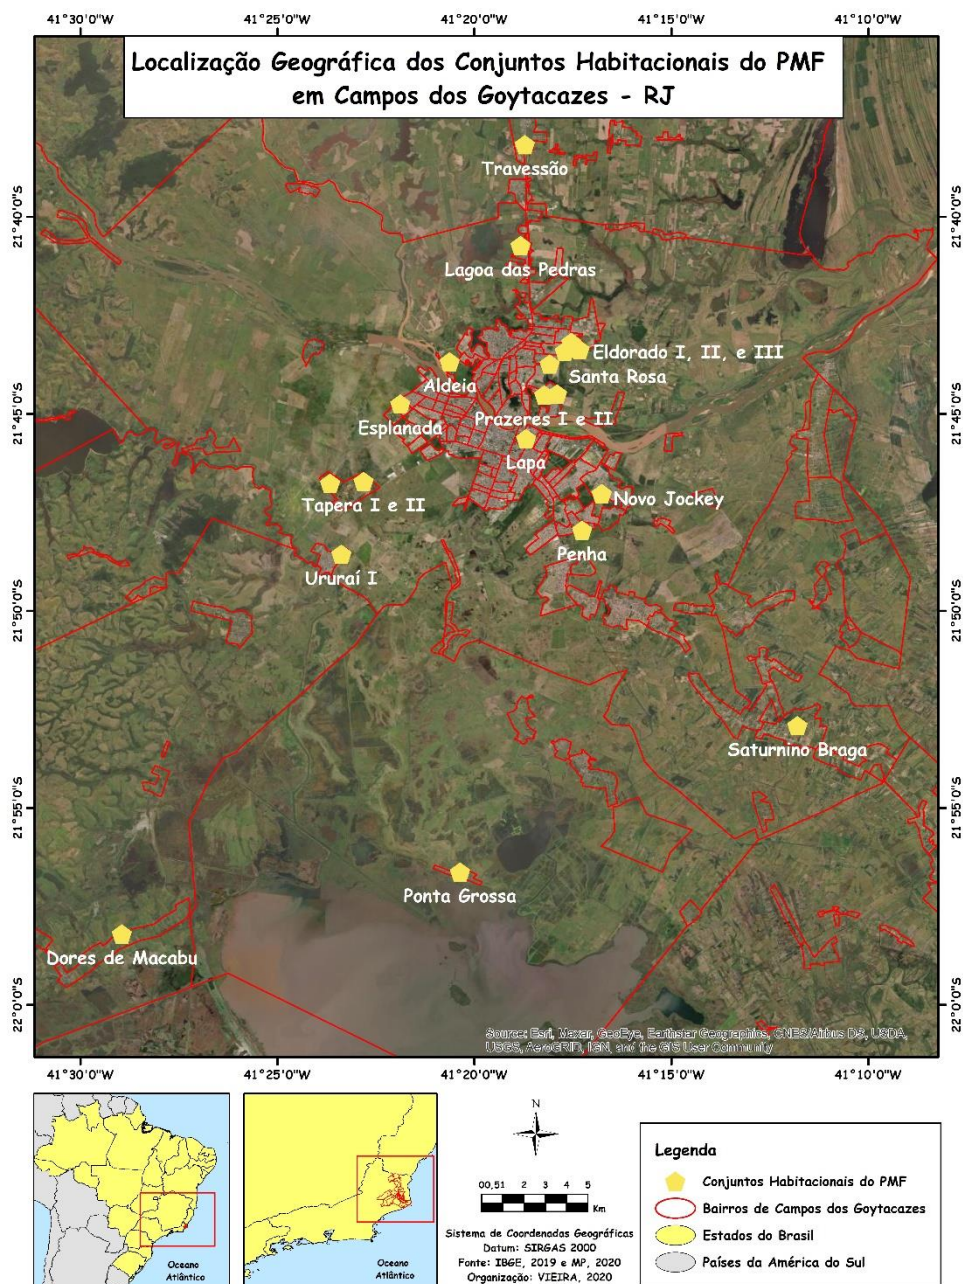 41°30'0"W 41°25'0"W 41°20'0"W 41°15'0"W 41°10'0"W
Localização Geográfica dos Conjuntos Habitacionais do PMF
em Campos dos Goytacazes - RJ
Travessão
21°40'0"S 21°40'0"S
Lagoa das Pedras
Eldorado I, II, e III
Santa Rosa
Aldeia
21°45'0"S 21°45'0"S
Prazeres I e II
Esplanada
Lapa
Novo Jockey
Tapera I e II
Penha
Ururaí I
21°50'0"S 21°50'0"S
Saturnino Braga
21°55'0"S 21°55'0"S
Ponta Grossa
Dores de Macabu
22°0'0"S 22°0'0"S
Source: Esri, Maxar, GeoEye, Earthstar Geographics, CNES/Airbus DS, USDA,
USGS, AeroGRID, IGN, and the GIS User Community
41°30'0"W 41°25'0"W 41°20'0"W 41°15'0"W 41°10'0"W
Oceano
Atlântico
Oceano
Atlântico
N
00,51 2 3 4 5
Km
Sistema de Coordenadas Geográficas
Datum: SIRGAS 2000
Fonte: IBGE, 2019 e MP, 2020
Organização: VIEIRA, 2020
Legenda
Conjuntos Habitacionais do PMF
Bairros de Campos dos Goytacazes
Estados do Brasil
Países da América do Sul